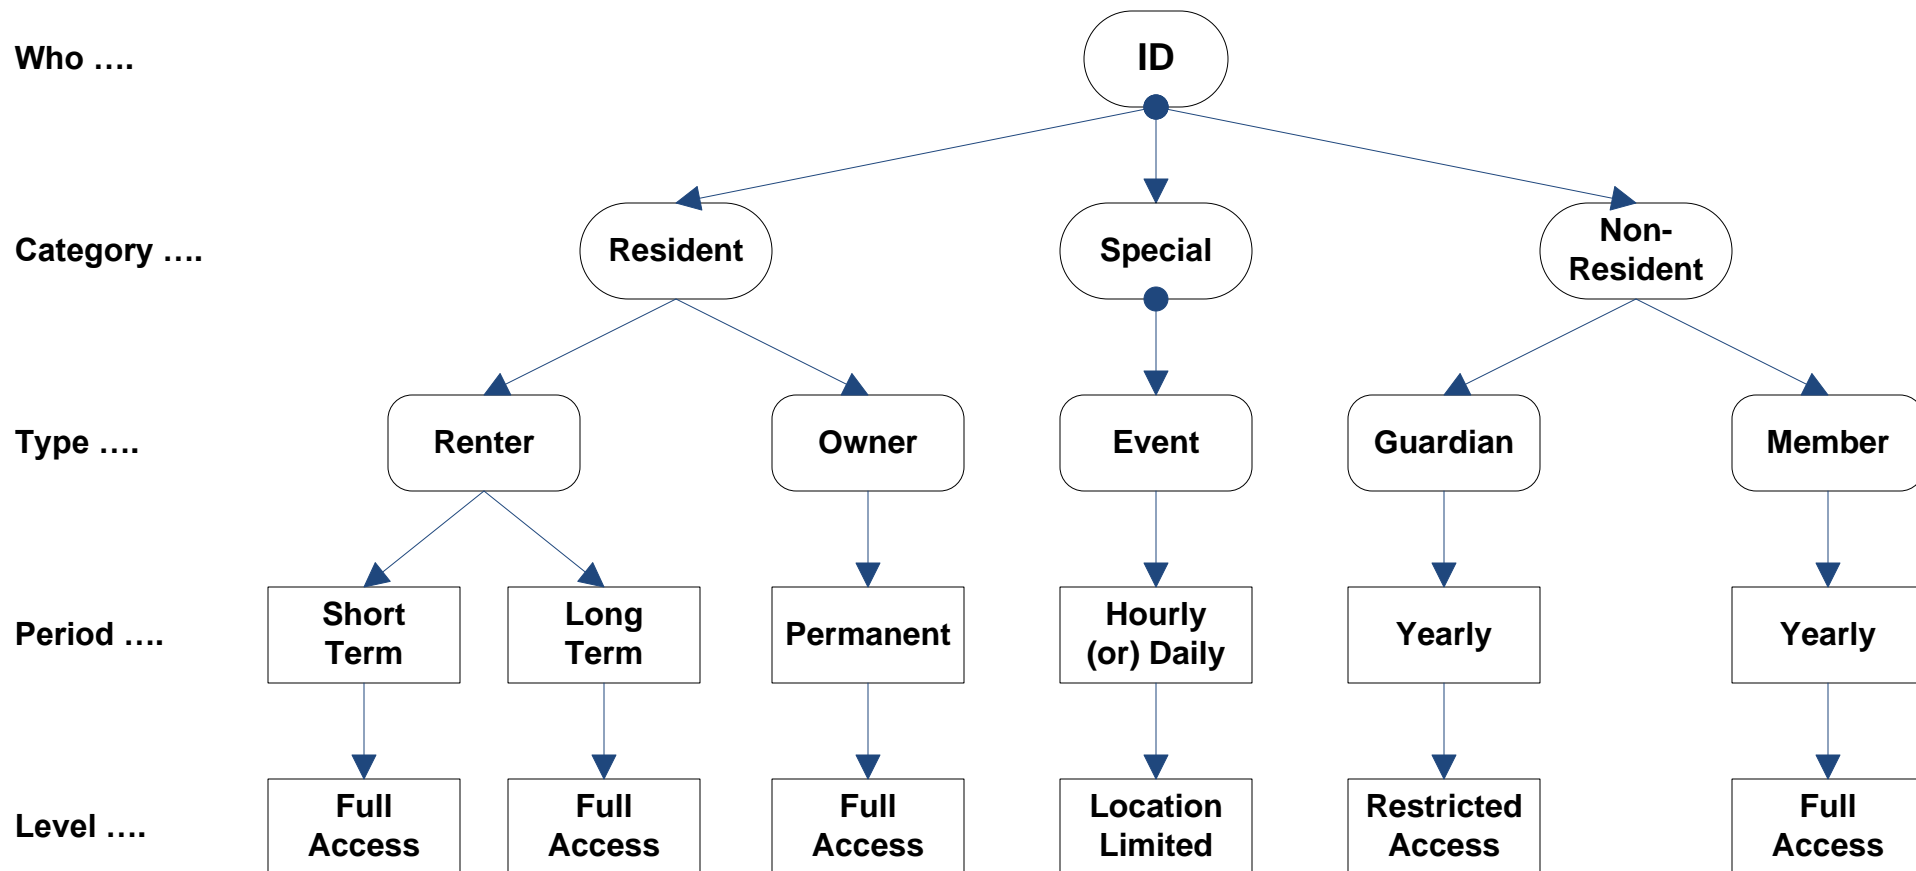 Who ….
ID
Category ….
Resident
Special
Non-
Resident
Type ….
Renter
Owner
Event
Guardian
Member
Period ….
Short
Term
Long
Term
Permanent
Hourly
(or) Daily
Yearly
Yearly
Level ….
Full
Access
Full
Access
Full
Access
Location
Limited
Restricted
Access
Full
Access